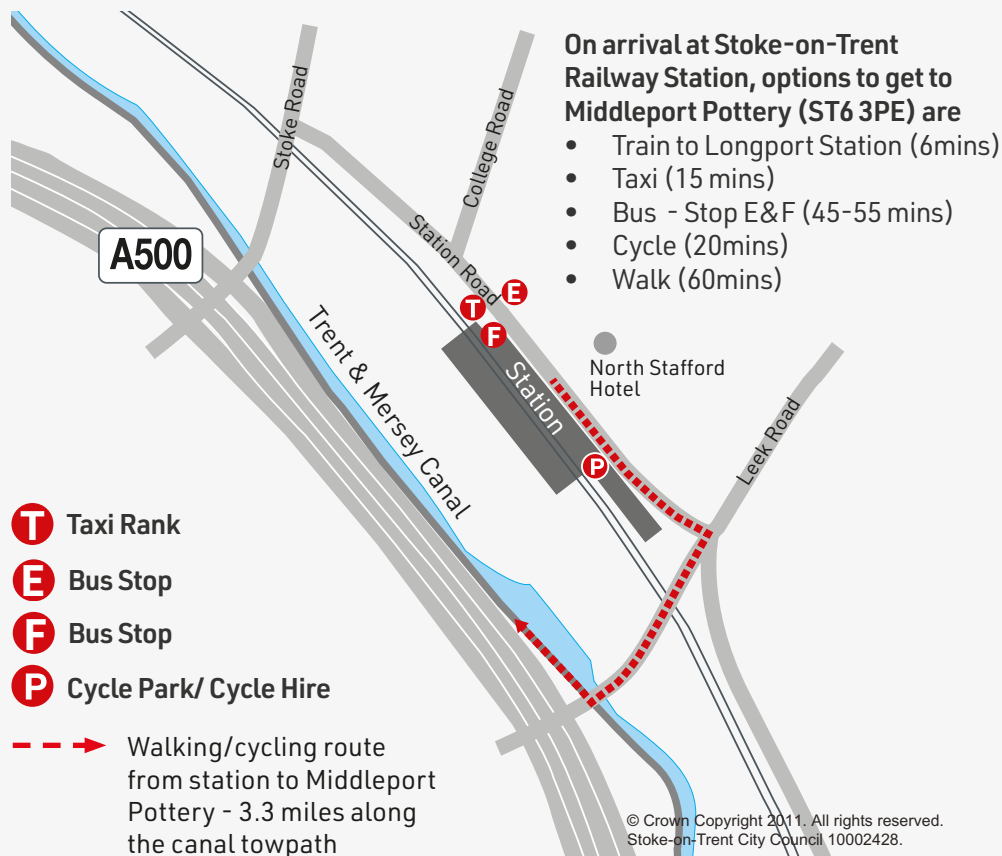 On arrival at Stoke-on-Trent
Railway Station, options to get to
Middleport Pottery (ST6 3PE) are
• Train to Longport Station (6mins)
• Taxi (15 mins)
• Bus - Stop E&F (45-55 mins)
• Cycle (20mins)
• Walk (60mins)
Stoke Road
College Road
Station Road
A500
E
T
F
Trent & Mersey Canal
Station
North Stafford
Hotel
P
Leek Road
T Taxi Rank
E Bus Stop
F Bus Stop
P Cycle Park/ Cycle Hire
Walking/cycling route
from station to Middleport
Pottery - 3.3 miles along
the canal towpath
© Crown Copyright 2011. All rights reserved.
Stoke-on-Trent City Council 10002428.